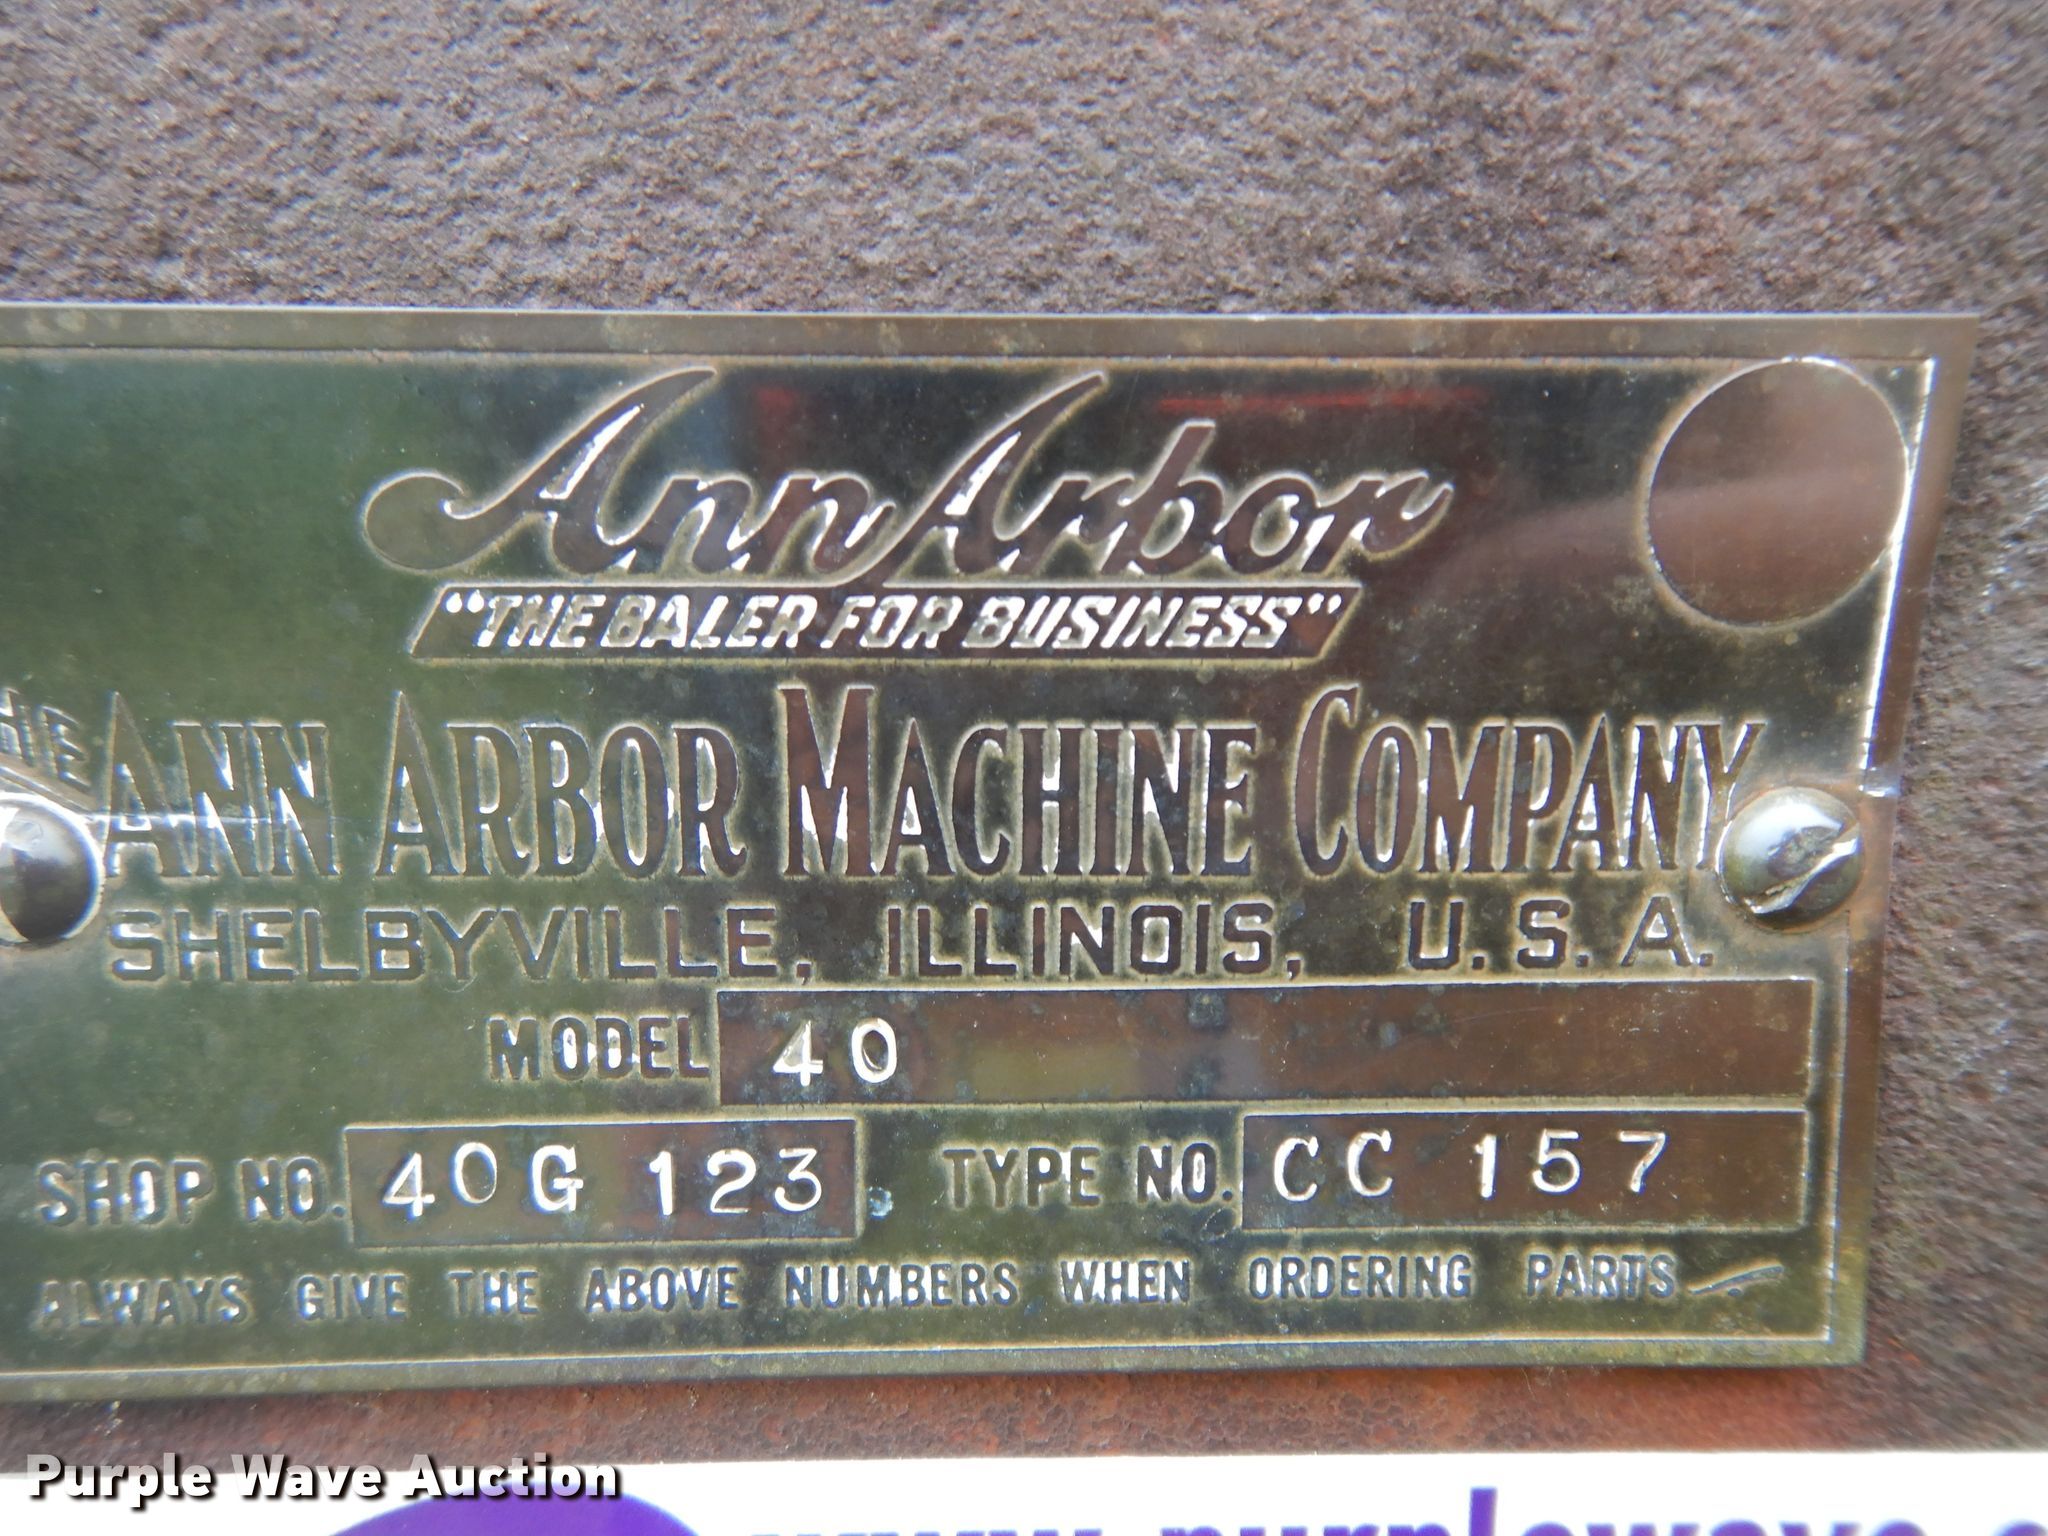 Ann Arbor
"THE BALER FOR BUSINESS"
THE ANN ARBOR MACHINE COMPANY
SHELBYVILLE, ILLINOIS, U.S.A.
MODEL 40
SHOP NO. 40G 123 TYPE NO. CC 157
ALWAYS GIVE THE ABOVE NUMBERS WHEN ORDERING PARTS
Purple Wave Auction